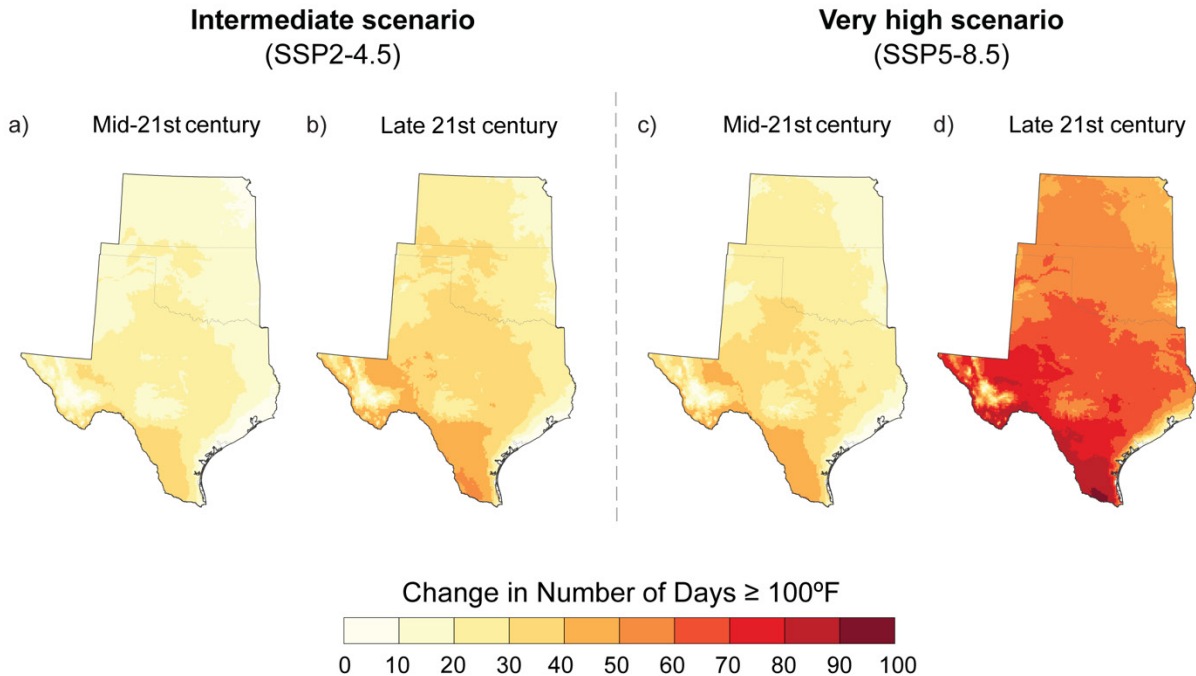 Intermediate scenario
(SSP2-4.5)
Very high scenario
(SSP5-8.5)
a) Mid-21st century
b) Late 21st century
c) Mid-21st century
d) Late 21st century
Change in Number of Days ≥ 100ºF
0 10 20 30 40 50 60 70 80 90 100